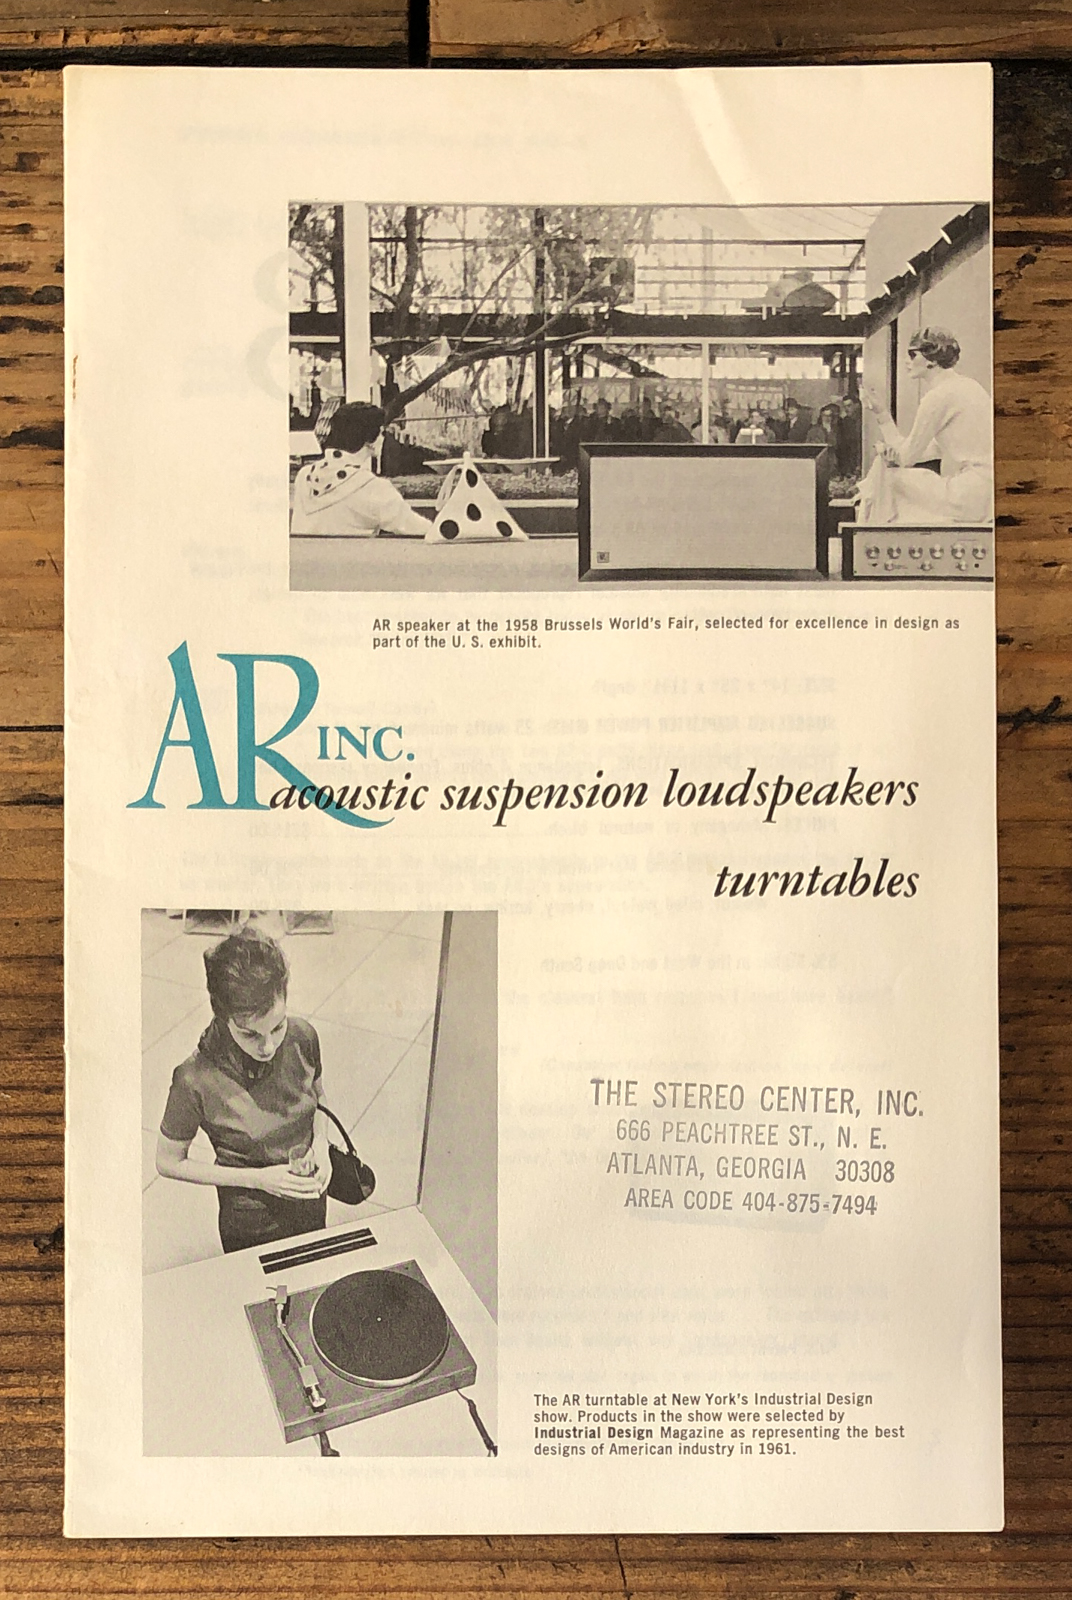 AR speaker at the 1958 Brussels World's Fair, selected for excellence in design as
part of the U. S. exhibit.
AR INC.
acoustic suspension loudspeakers
turntables
THE STEREO CENTER, INC.
666 PEACHTREE ST., N. E.
ATLANTA, GEORGIA 30308
AREA CODE 404-875-7494
The AR turntable at New York's Industrial Design
show. Products in the show were selected by
Industrial Design Magazine as representing the best
designs of American industry in 1961.